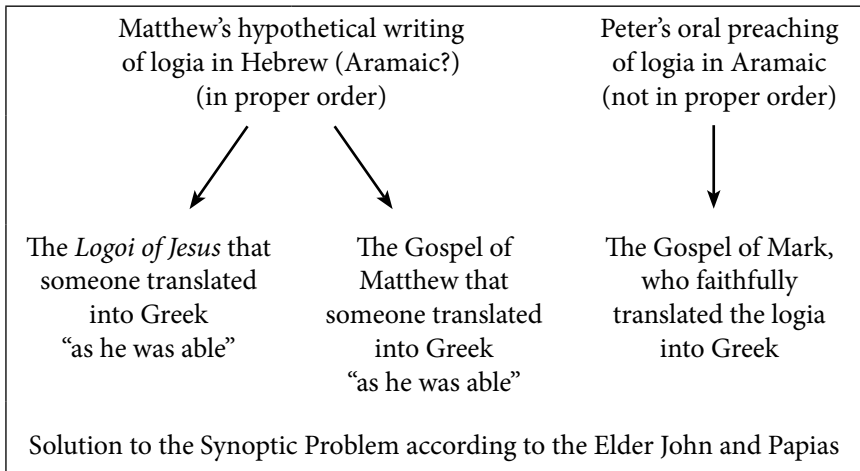 Matthew’s hypothetical writing
of logia in Hebrew (Aramaic?)
(in proper order)
Peter’s oral preaching
of logia in Aramaic
(not in proper order)
The Logoi of Jesus that
someone translated
into Greek
“as he was able”
The Gospel of
Matthew that
someone translated
into Greek
“as he was able”
The Gospel of Mark,
who faithfully
translated the logia
into Greek
Solution to the Synoptic Problem according to the Elder John and Papias